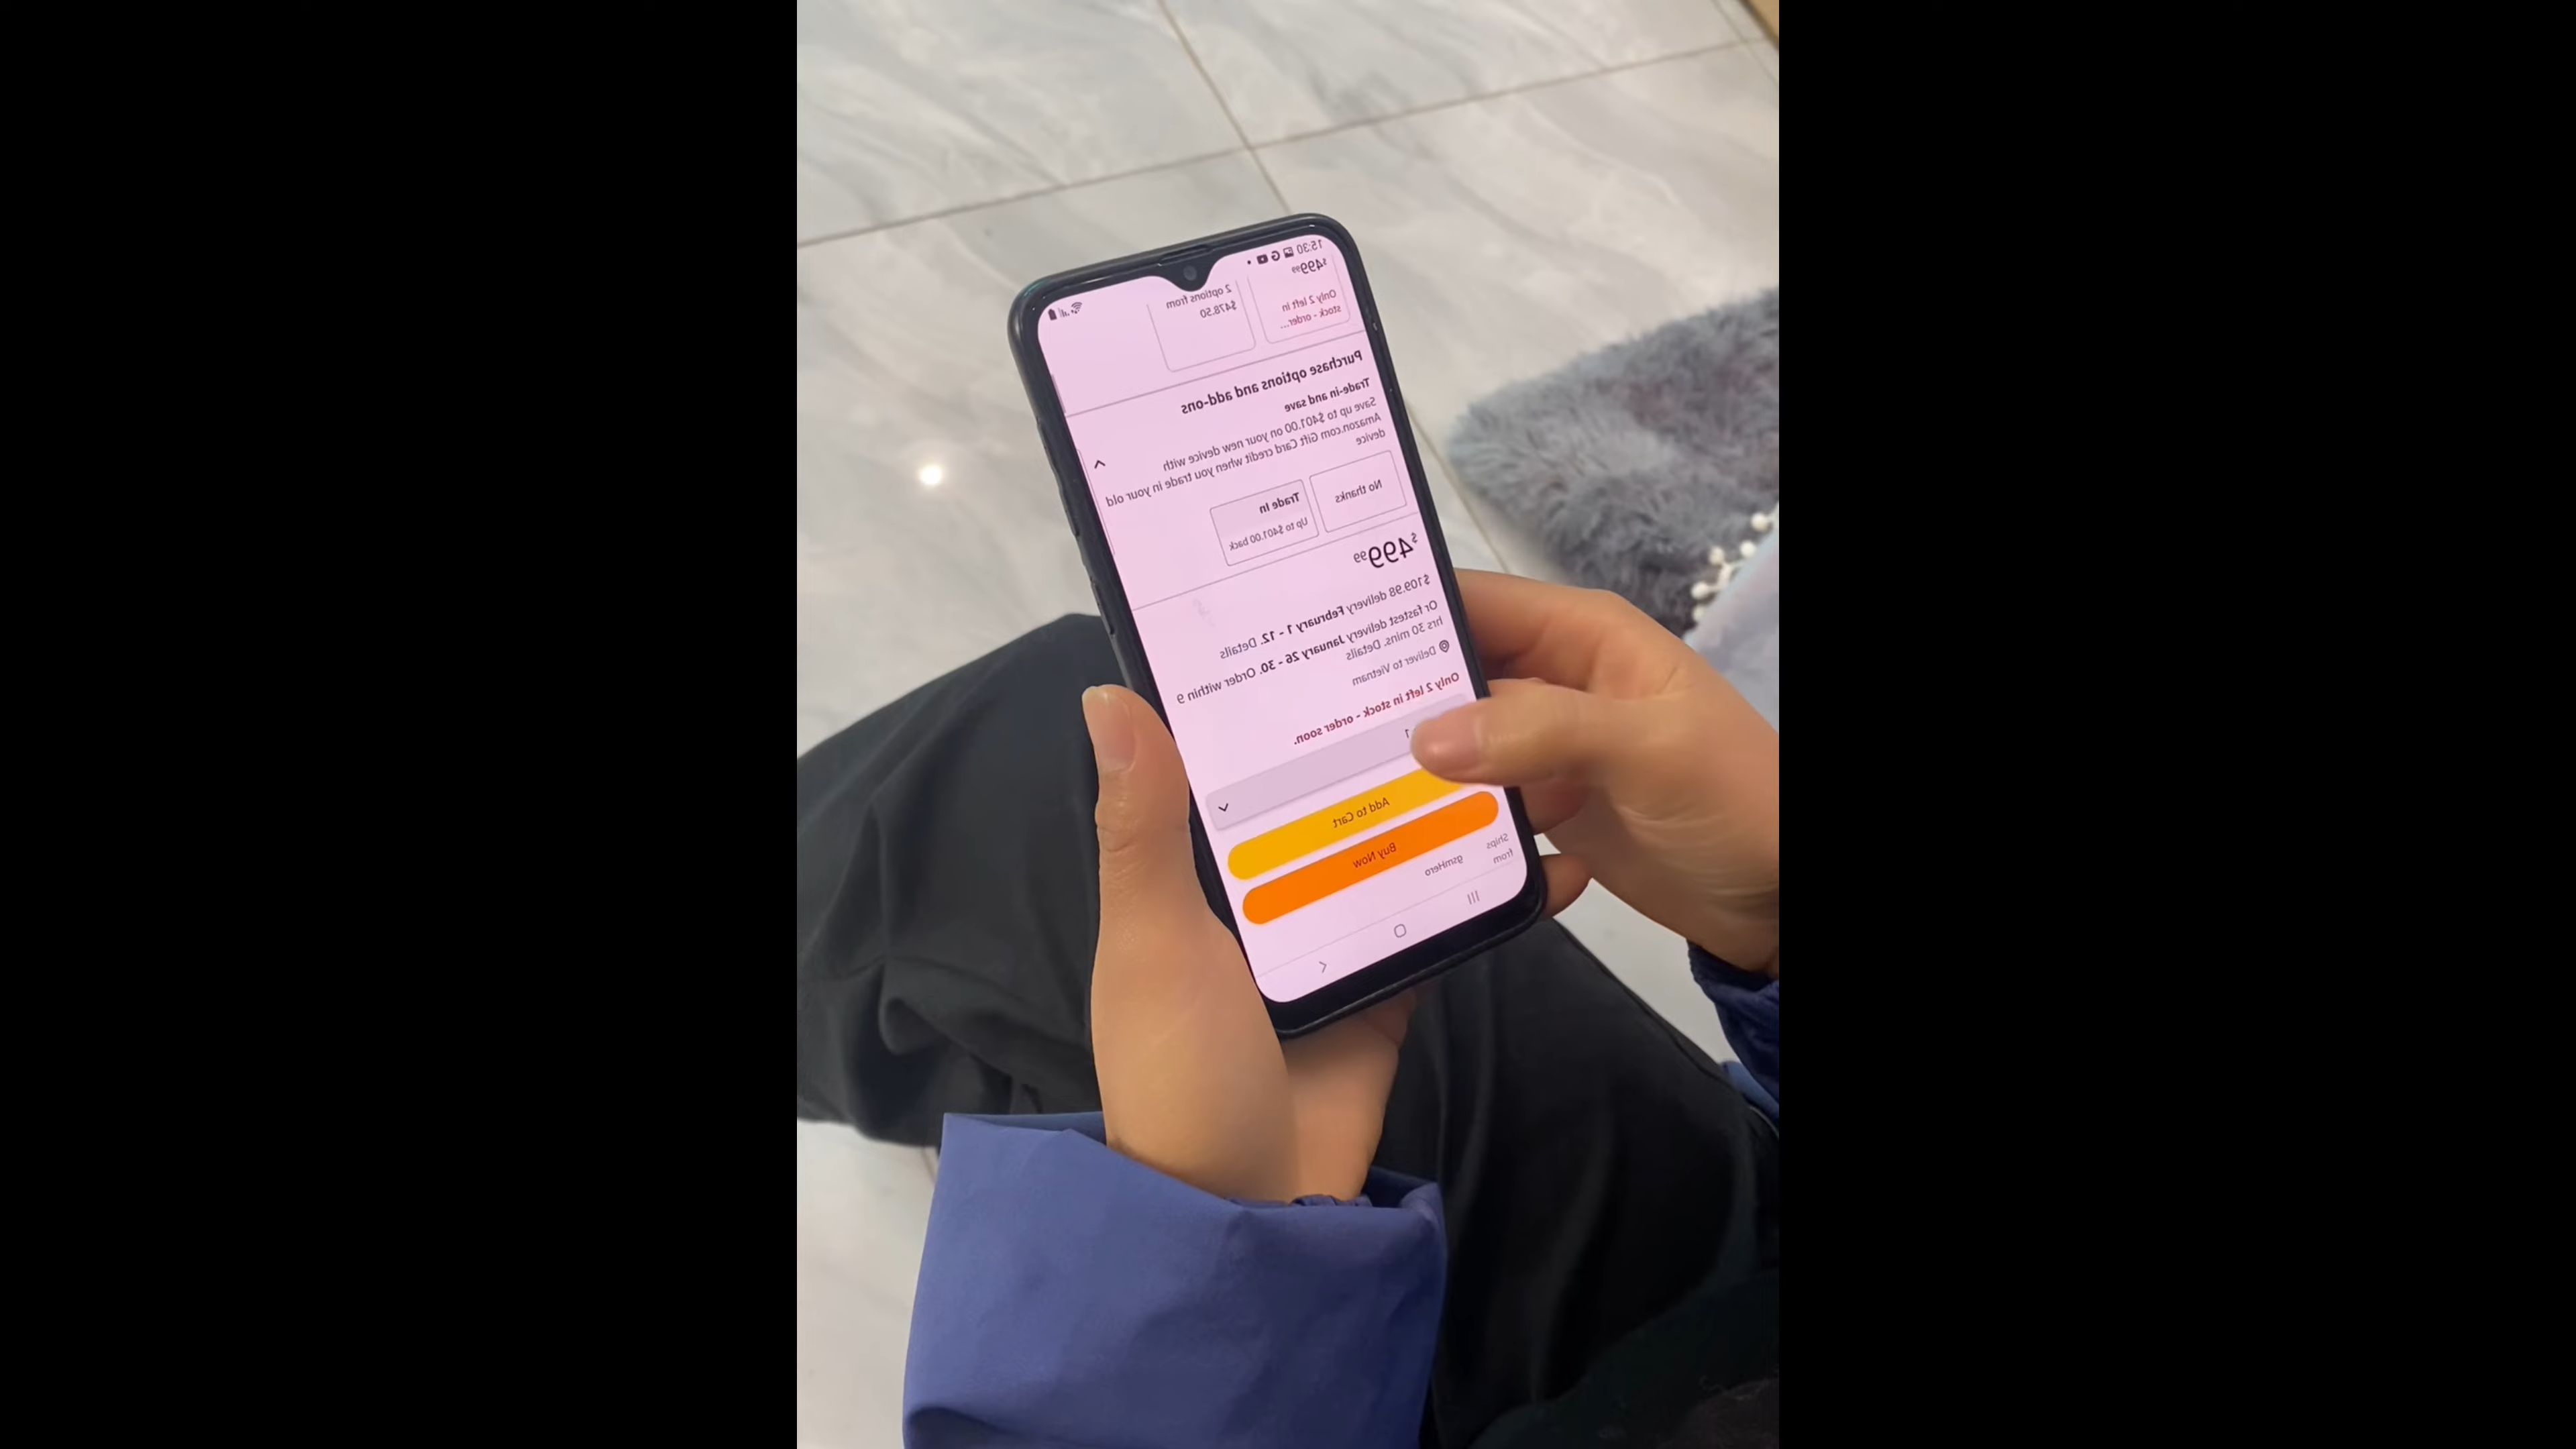 15:30
$499.99
Only 2 left in
stock - order...
2 options from
$478.50
Purchase options and add-ons
Trade-in and save
Save up to $401.00 on your new device with
Amazon.com Gift Card credit when you trade in your old
device
No thanks
Trade In
Up to $401.00 back
$499.99
$109.98 delivery February 1 - 12. Details
Or fastest delivery January 26 - 30. Order within 9
hrs 30 mins. Details
Deliver to Vietnam
Only 2 left in stock - order soon.
1
Add to Cart
Buy Now
Ships
from
gsmHero